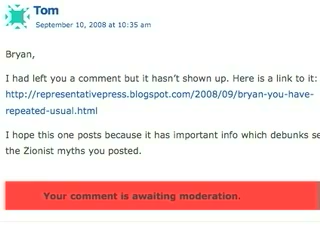 Tom
September 10, 2008 at 10:35 am
Bryan,
I had left you a comment but it hasn't shown up. Here is a link to it:
http://representativepress.blogspot.com/2008/09/bryan-you-have-
repeated-usual.html
I hope this one posts because it has important info which debunks se
the Zionist myths you posted.
Your comment is awaiting moderation.